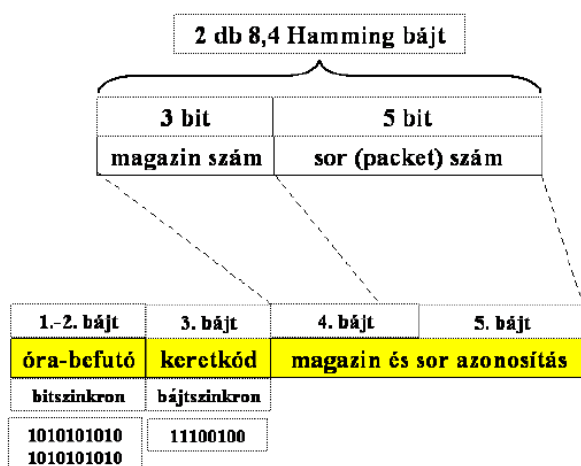 2 db 8,4 Hamming bájt
3 bit 5 bit
magazin szám sor (packet) szám
1.-2. bájt 3. bájt 4. bájt 5. bájt
óra-befutó keretkód magazin és sor azonosítás
bitszinkron bájtszinkron
1010101010 11100100
1010101010